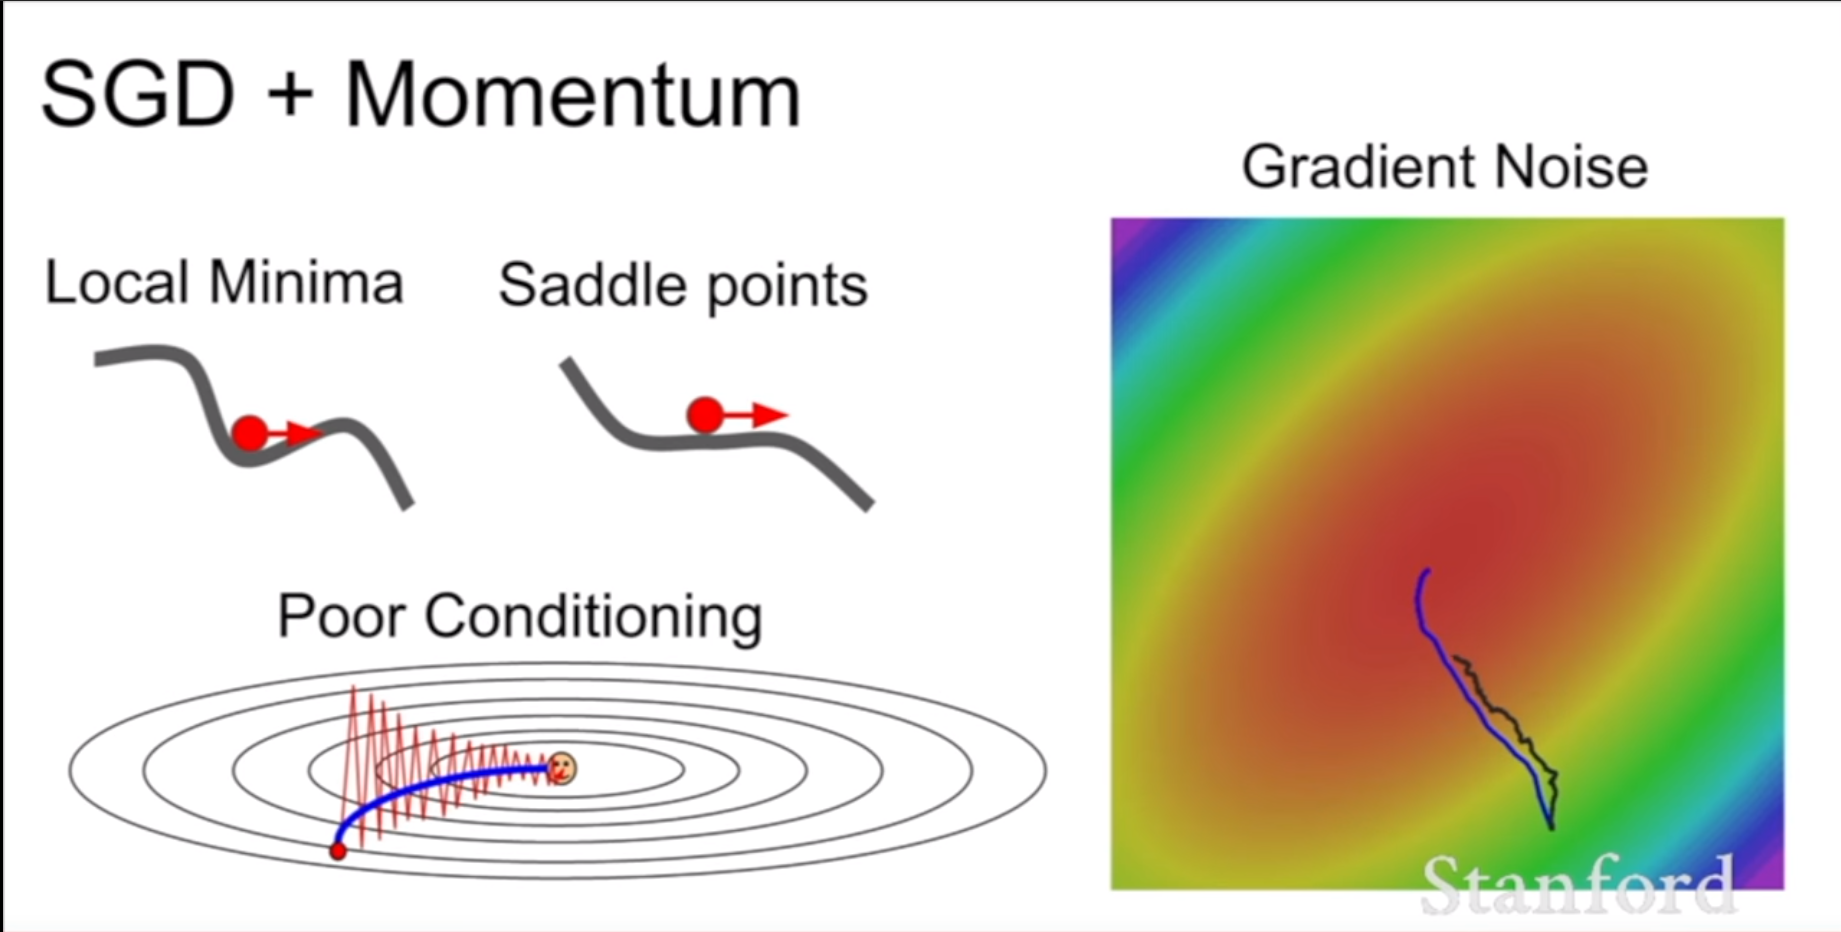 SGD + Momentum
Gradient Noise
Local Minima
Saddle points
Poor Conditioning
Stanford